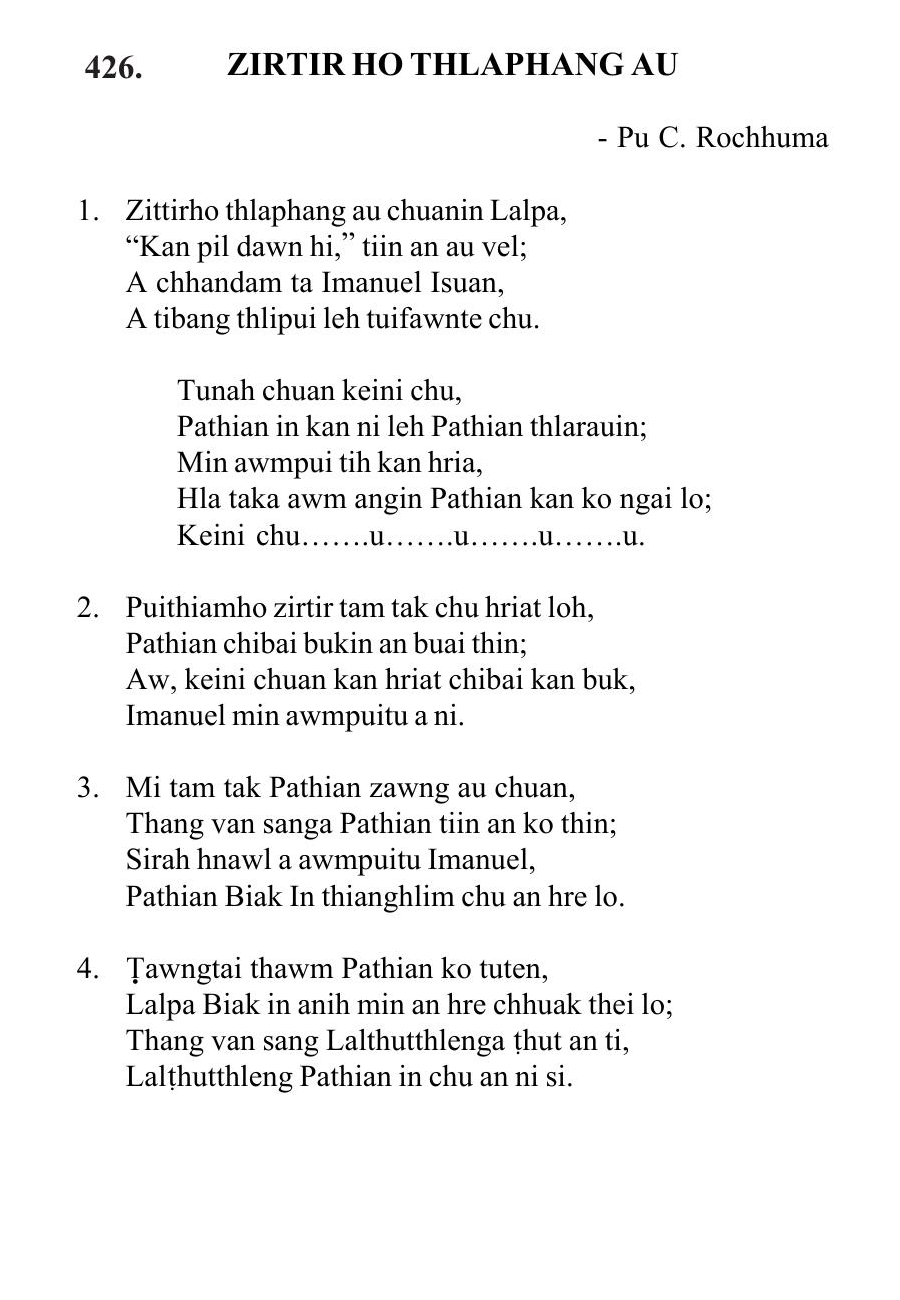 426. ZIRTIR HO THLAPHANG AU
- Pu C. Rochhuma
1. Zittirho thlaphang au chuanin Lalpa,
“Kan pil dawn hi,” tiin an au vel;
A chhandam ta Imanuel Isuan,
A tibang thlipui leh tuifawnte chu.
Tunah chuan keini chu,
Pathian in kan ni leh Pathian thlarauin;
Min awmpui tih kan hria,
Hla taka awm angin Pathian kan ko ngai lo;
Keini chu…….u…….u…….u…….u.
2. Puithiamho zirtir tam tak chu hriat loh,
Pathian chibai bukin an buai thin;
Aw, keini chuan kan hriat chibai kan buk,
Imanuel min awmpuitu a ni.
3. Mi tam tak Pathian zawng au chuan,
Thang van sanga Pathian tiin an ko thin;
Sirah hnawl a awmpuitu Imanuel,
Pathian Biak In thianghlim chu an hre lo.
4. Ṭawngtai thawm Pathian ko tuten,
Lalpa Biak in anih min an hre chhuak thei lo;
Thang van sang Lalthutthlenga ṭhut an ti,
Lalṭhutthleng Pathian in chu an ni si.